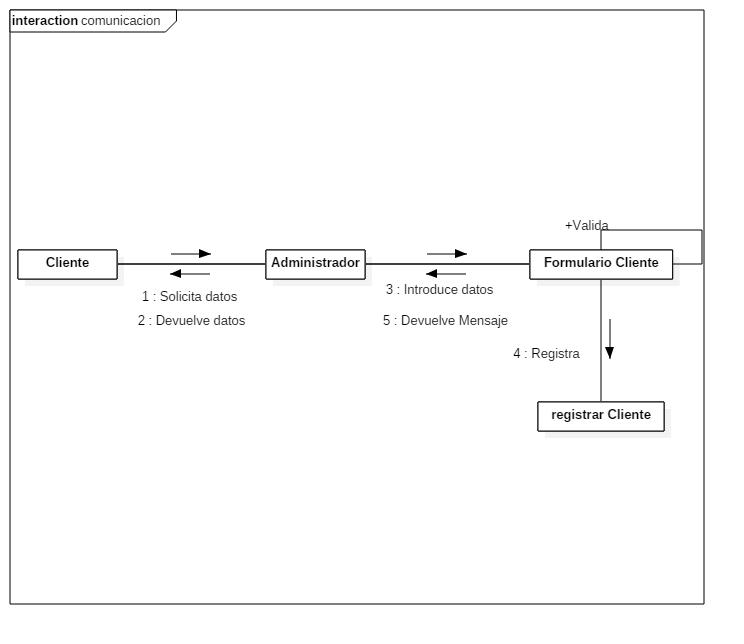 interaction comunicacion
+Valida
Cliente
Administrador
Formulario Cliente
1 : Solicita datos
3 : Introduce datos
2 : Devuelve datos
5 : Devuelve Mensaje
4 : Registra
registrar Cliente